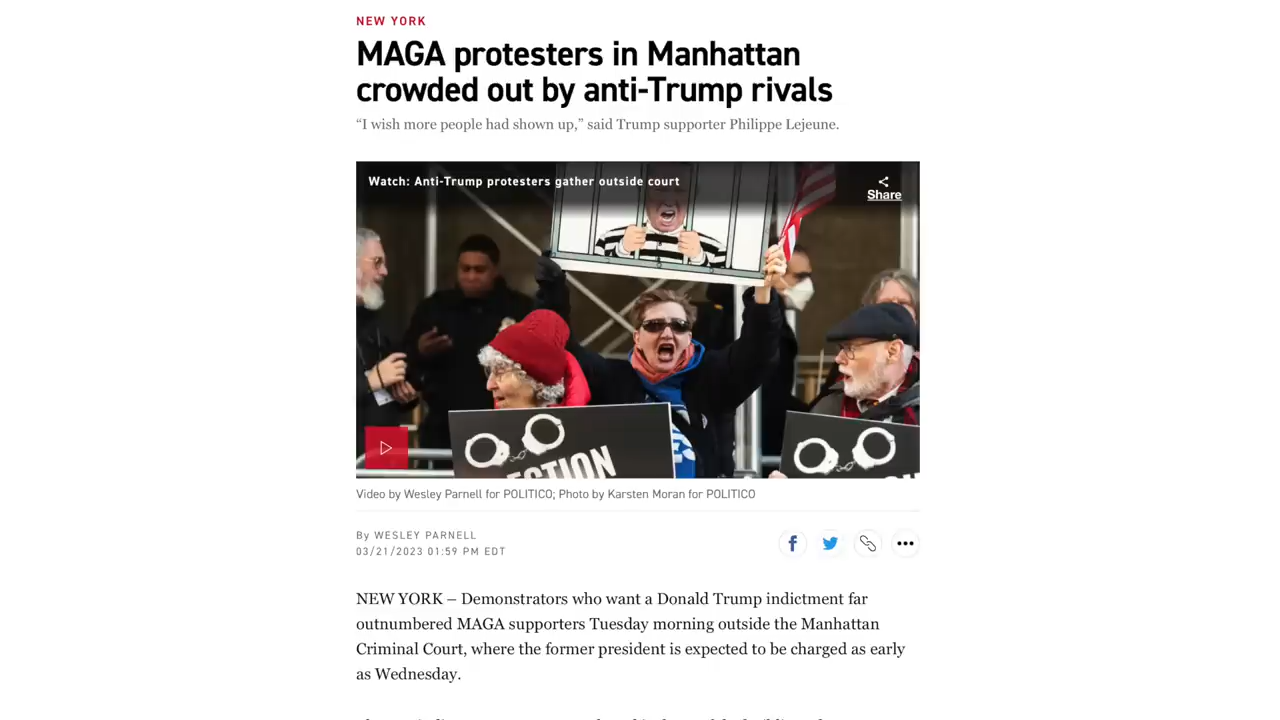 NEW YORK
MAGA protesters in Manhattan
crowded out by anti-Trump rivals
“I wish more people had shown up,” said Trump supporter Philippe Lejeune.
Watch: Anti-Trump protesters gather outside court
Share
Video by Wesley Parnell for POLITICO; Photo by Karsten Moran for POLITICO
By WESLEY PARNELL
03/21/2023 01:59 PM EDT
NEW YORK – Demonstrators who want a Donald Trump indictment far
outnumbered MAGA supporters Tuesday morning outside the Manhattan
Criminal Court, where the former president is expected to be charged as early
as Wednesday.